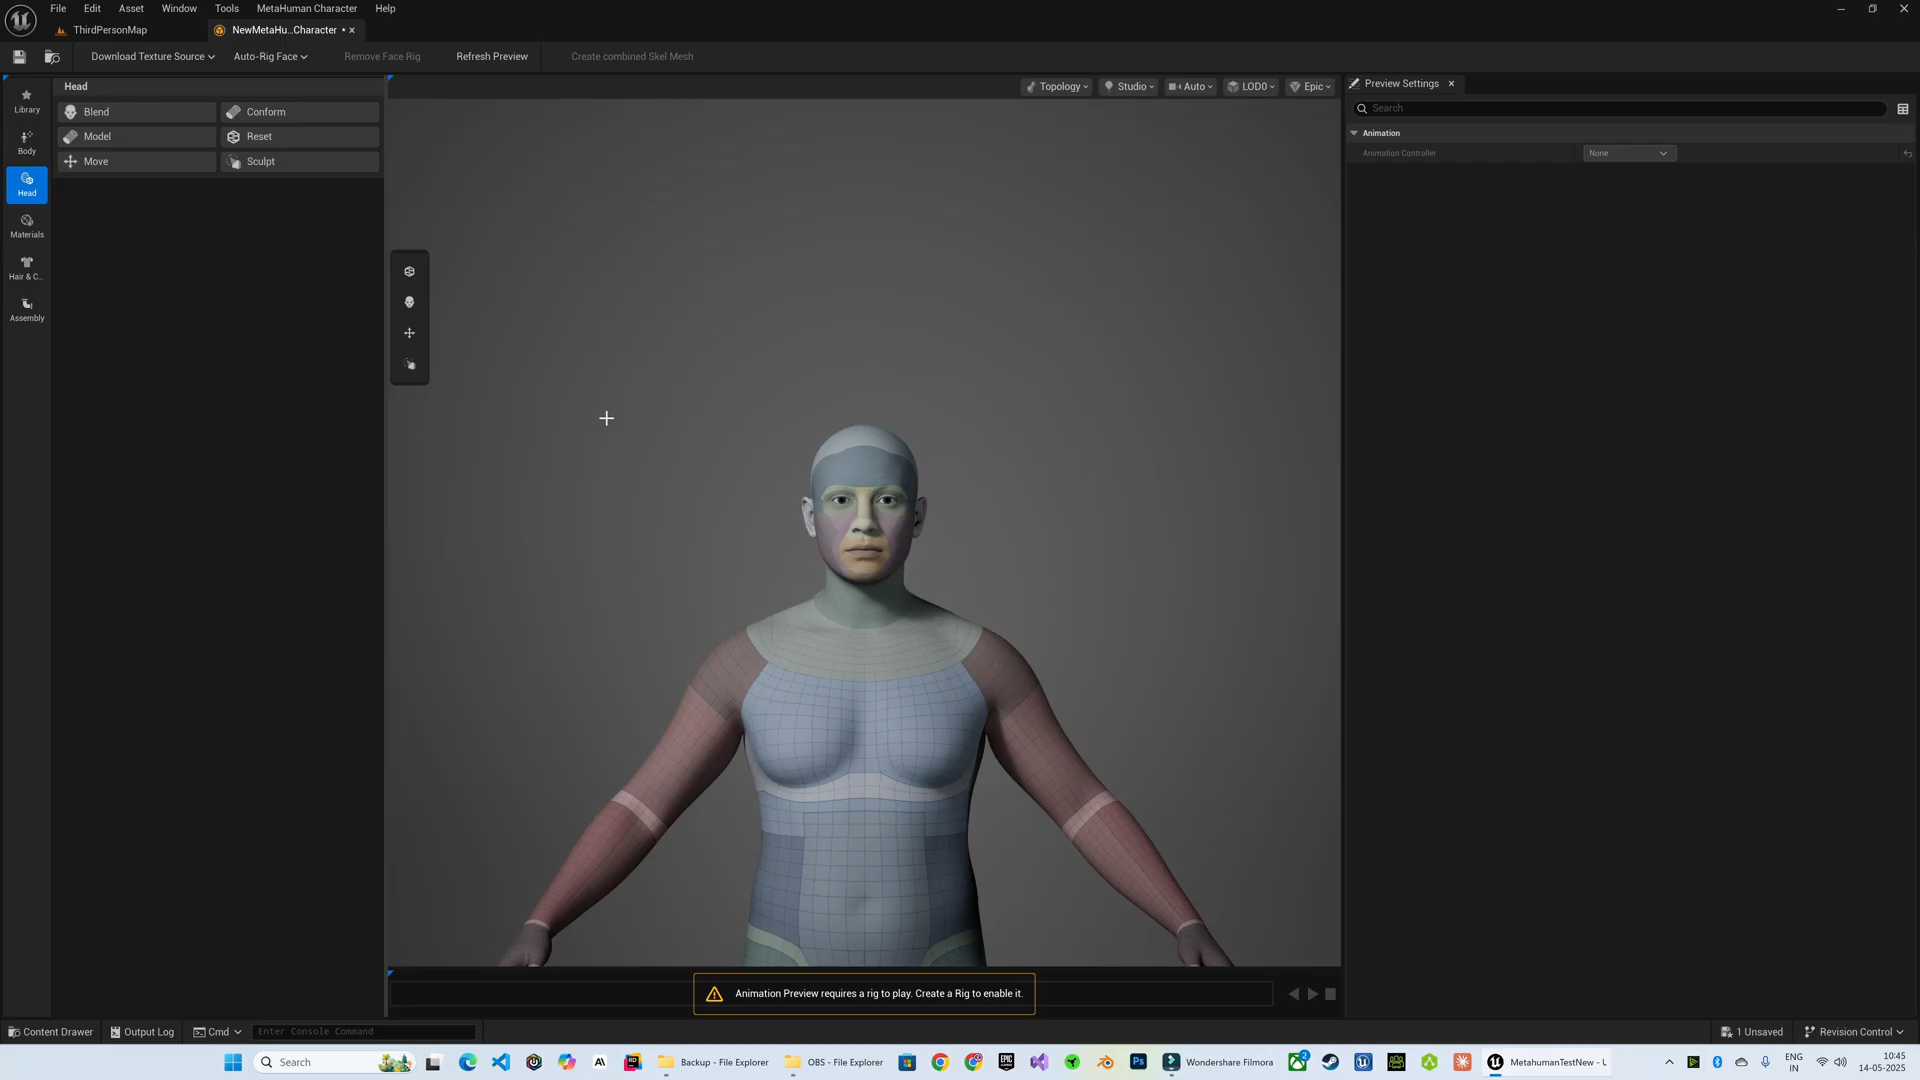 File Edit Asset Window Tools MetaHuman Character Help
ThirdPersonMap NewMetaHu...Character •
Download Texture Source Auto-Rig Face Remove Face Rig Refresh Preview Create combined Skel Mesh
Head
Blend Conform
Model Reset
Move Sculpt
Library
Body
Head
Materials
Hair & C...
Assembly
Topology Studio Auto LOD0 Epic
Preview Settings
Search
Animation
Animation Controller None
Animation Preview requires a rig to play. Create a Rig to enable it.
Content Drawer Output Log Cmd Enter Console Command 1 Unsaved Revision Control
Search Backup - File Explorer OBS - File Explorer Wondershare Filmora MetahumanTestNew - U
ENG
IN
10:45
14-05-2025